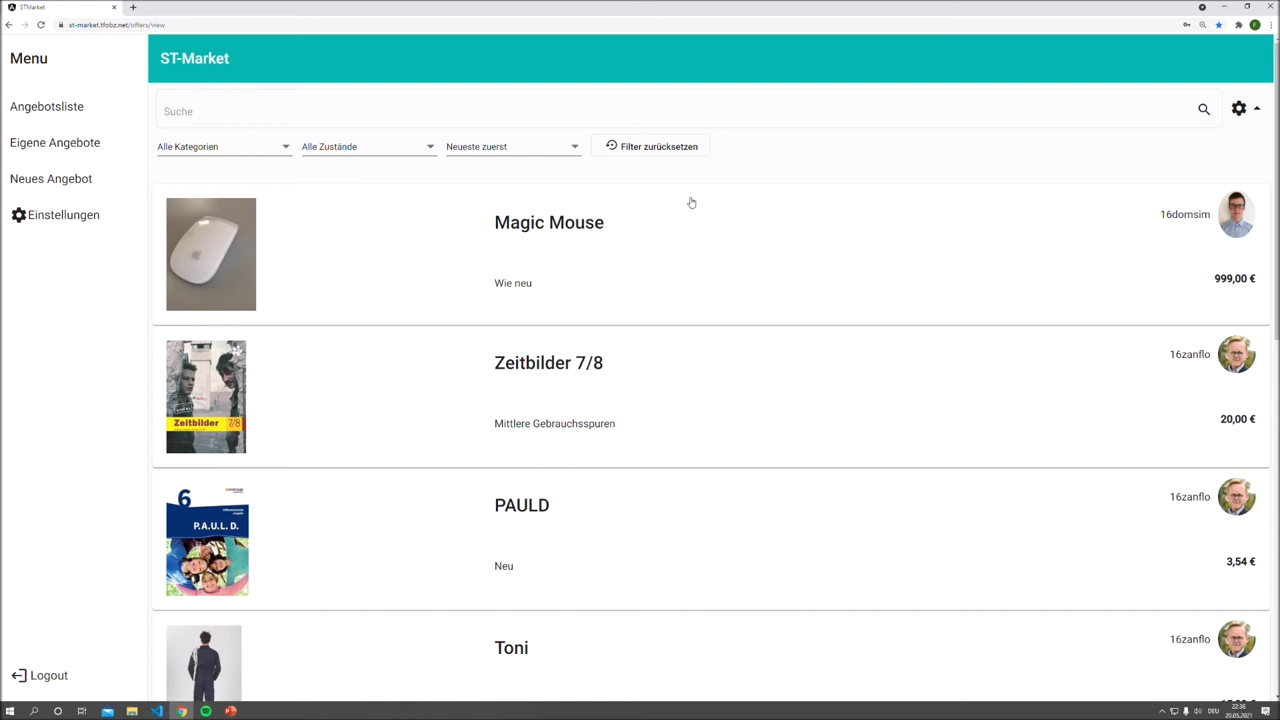 STMarket
st-market.tfobz.net/offers/view
Menu
ST-Market
Angebotsliste
Eigene Angebote
Neues Angebot
Einstellungen
Logout
Suche
Alle Kategorien
Alle Zustände
Neueste zuerst
Filter zurücksetzen
Magic Mouse
16domsim
Wie neu
999,00 €
Zeitbilder 7/8
Zeitbilder 7/8
16zanflo
Mittlere Gebrauchsspuren
20,00 €
6
P.A.U.L. D.
PAULD
16zanflo
Neu
3,54 €
Toni
16zanflo
DEU
22:36
20.05.2021